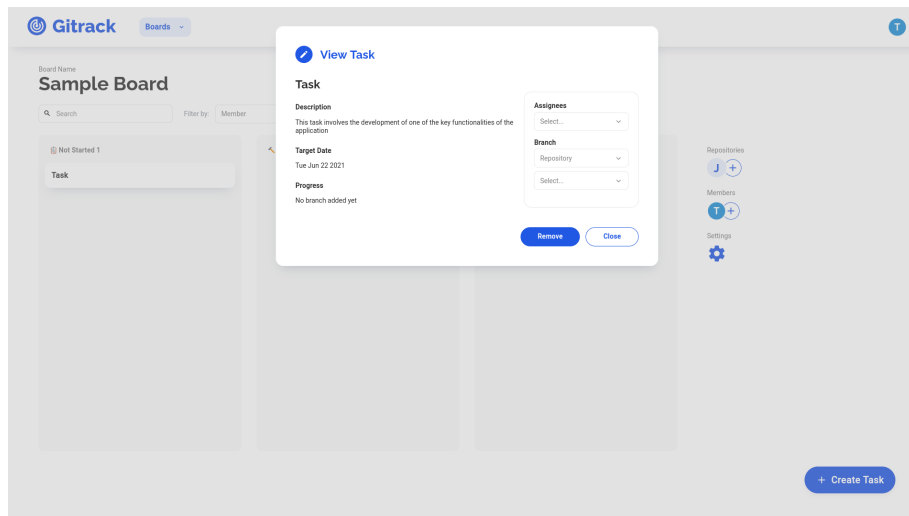 Gitrack
Boards
T
Board Name
Sample Board
Search
Filter by:
Member
Not Started 1
Task
View Task
Task
Description
This task involves the development of one of the key functionalities of the
application
Target Date
Tue Jun 22 2021
Progress
No branch added yet
Assignees
Select...
Branch
Repository
Select...
Remove
Close
Repositories
J +
Members
T +
Settings
+ Create Task